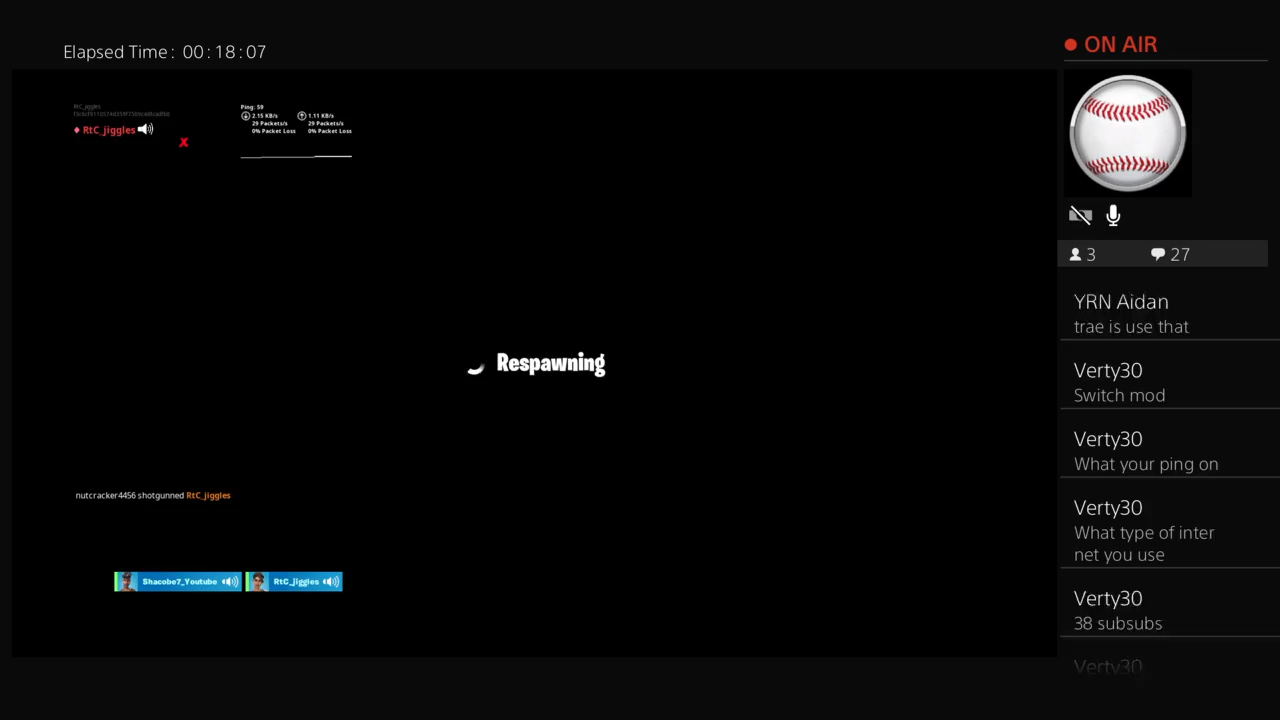 Elapsed Time: 00:18:07
ON AIR
RtC_jiggles
RtC_jiggles
Ping: 59
2.15 KB/s 1.11 KB/s
29 Packets/s 29 Packets/s
0% Packet Loss 0% Packet Loss
X
3 27
YRN Aidan
trae is use that
Verty30
Switch mod
Verty30
What your ping on
Verty30
What type of inter
net you use
Verty30
38 subsubs
Verty30
Respawning
nutcracker4456 shotgunned RtC_jiggles
Shacobe7_Youtube RtC_jiggles